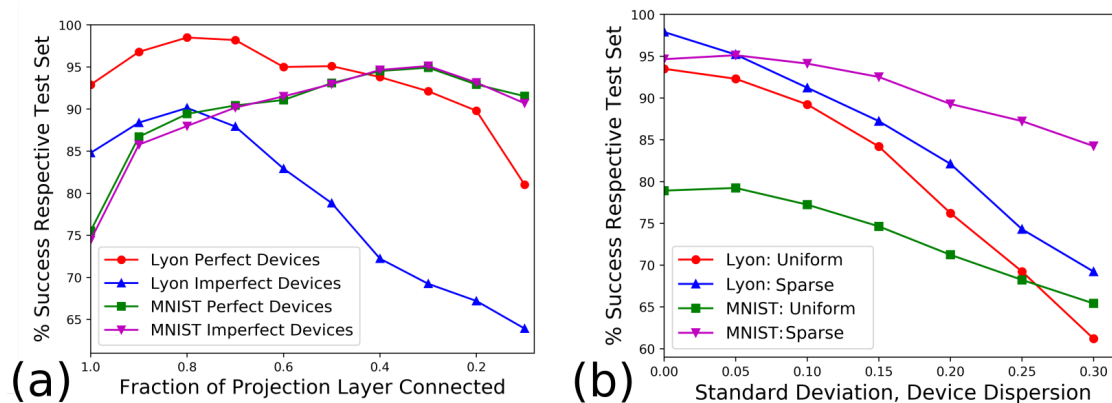 % Success Respective Test Set
100
95
90
85
80
75
70
65
1.0
0.8
0.6
0.4
0.2
Lyon Perfect Devices
Lyon Imperfect Devices
MNIST Perfect Devices
MNIST Imperfect Devices
(a)
Fraction of Projection Layer Connected
% Success Respective Test Set
100
95
90
85
80
75
70
65
60
0.00
0.05
0.10
0.15
0.20
0.25
0.30
Lyon: Uniform
Lyon: Sparse
MNIST: Uniform
MNIST:Sparse
(b)
Standard Deviation, Device Dispersion